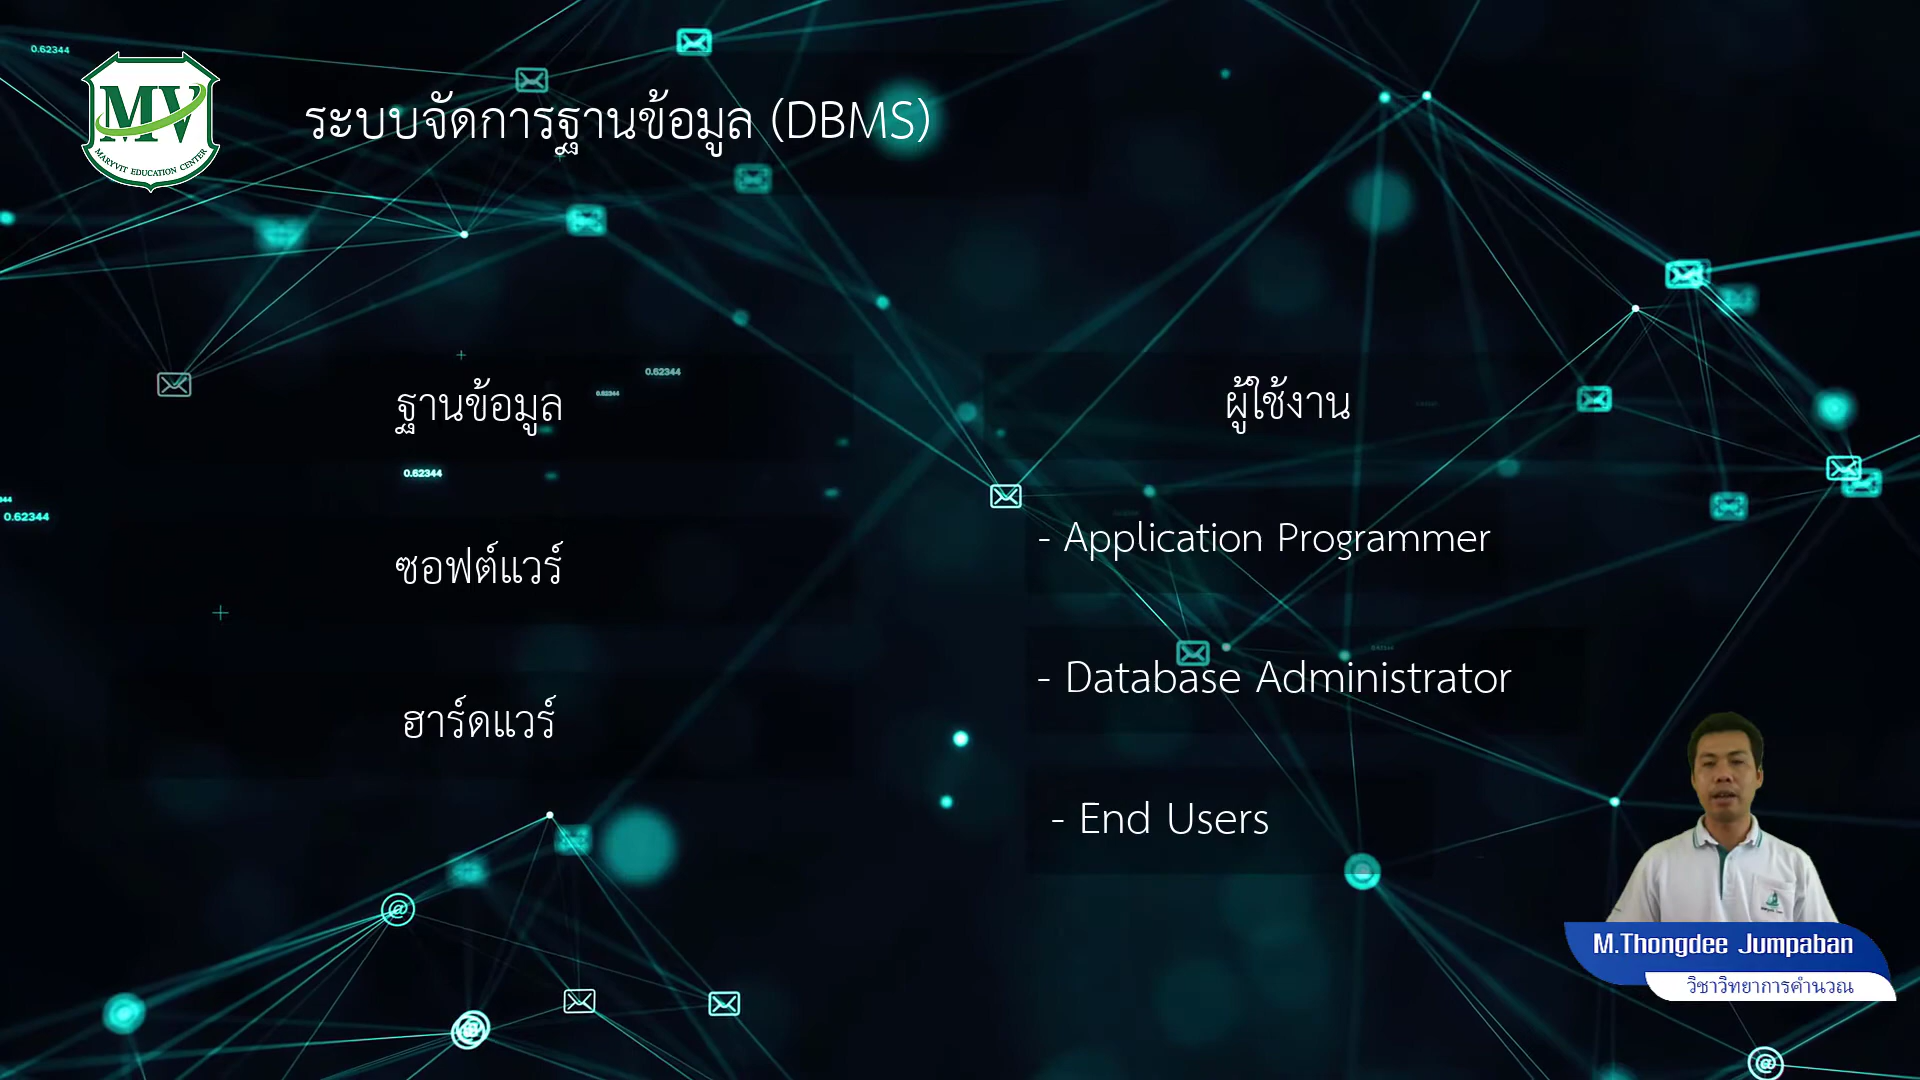 MV
MARYVIT EDUCATION CENTER
ระบบจัดการฐานข้อมูล (DBMS)
0.62344
ฐานข้อมูล
0.62344
0.62344
0.62344
0.62344
ซอฟต์แวร์
ฮาร์ดแวร์
ผู้ใช้งาน
- Application Programmer
- Database Administrator
- End Users
M.Thongdee Jumpaban
วิชาวิทยาการคำนวณ